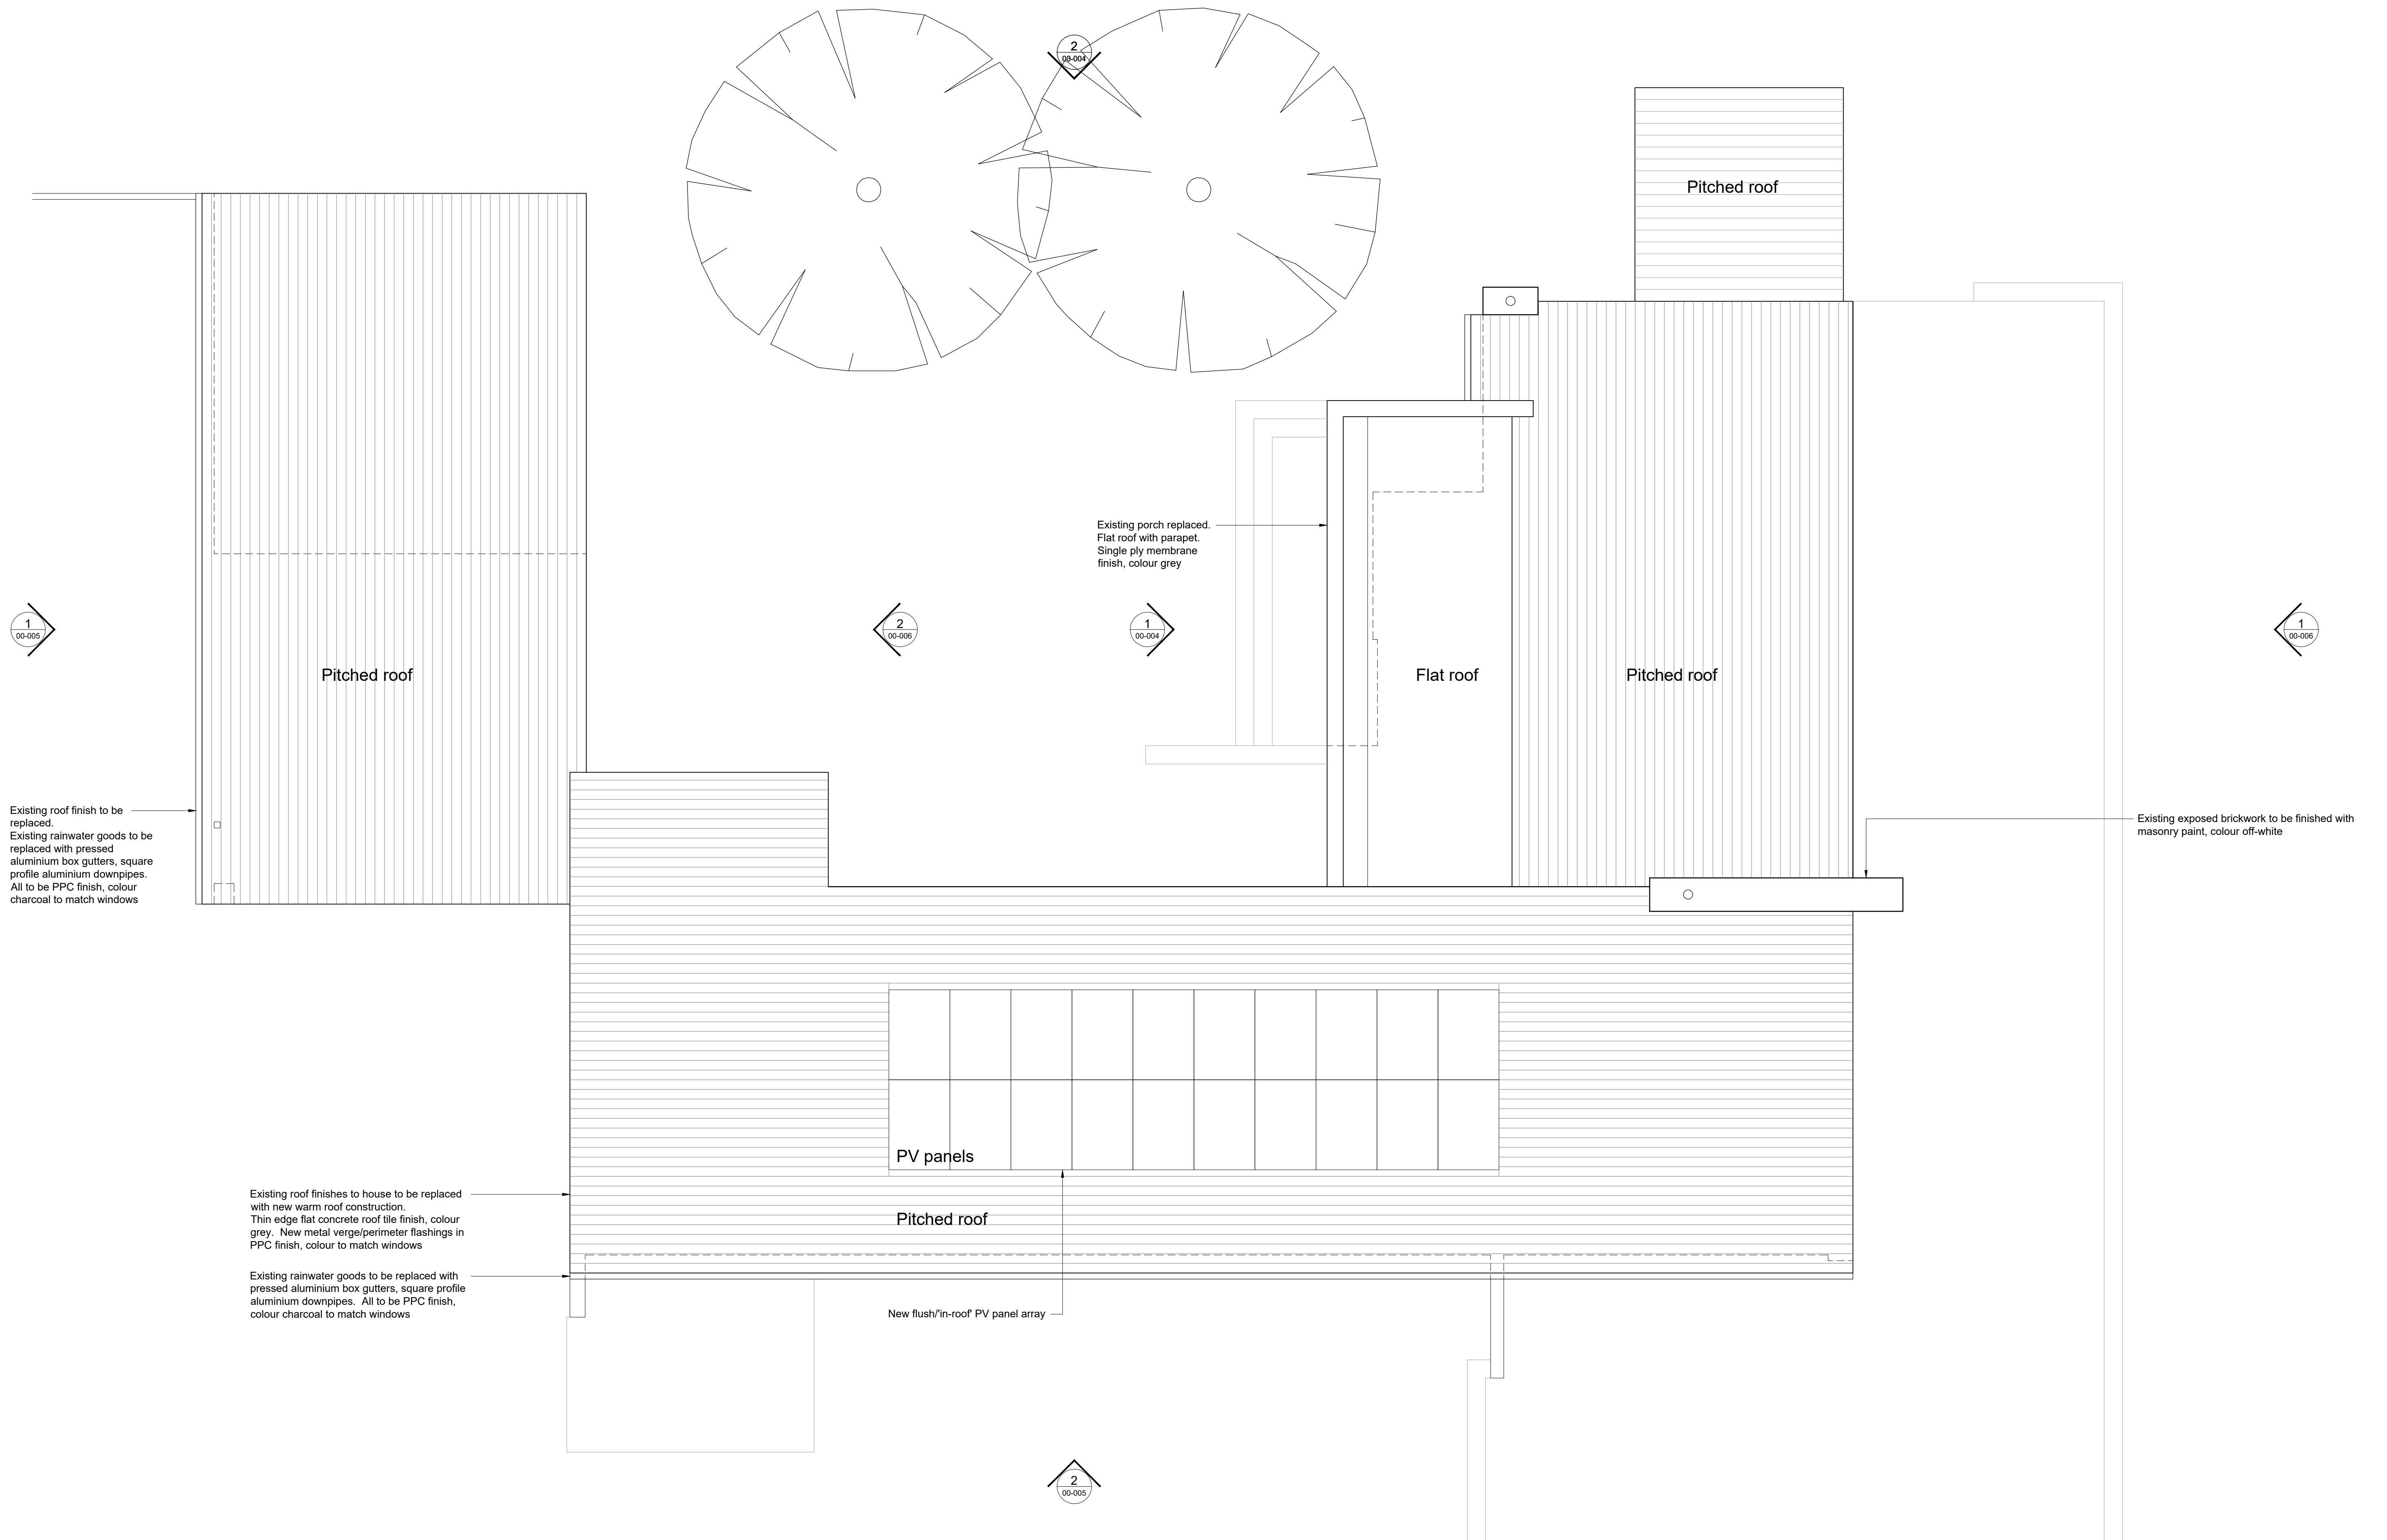 2
00-004
Pitched roof
Existing porch replaced.
Flat roof with parapet.
Single ply membrane
finish, colour grey
1
00-005
2
00-006
1
00-004
1
00-006
Pitched roof
Flat roof
Pitched roof
Existing roof finish to be
replaced.
Existing rainwater goods to be
replaced with pressed
aluminium box gutters, square
profile aluminium downpipes.
All to be PPC finish, colour
charcoal to match windows
Existing exposed brickwork to be finished with
masonry paint, colour off-white
PV panels
Existing roof finishes to house to be replaced
with new warm roof construction.
Thin edge flat concrete roof tile finish, colour
grey. New metal verge/perimeter flashings in
PPC finish, colour to match windows
Pitched roof
Existing rainwater goods to be replaced with
pressed aluminium box gutters, square profile
aluminium downpipes. All to be PPC finish,
colour charcoal to match windows
New flush/'in-roof' PV panel array
2
00-005